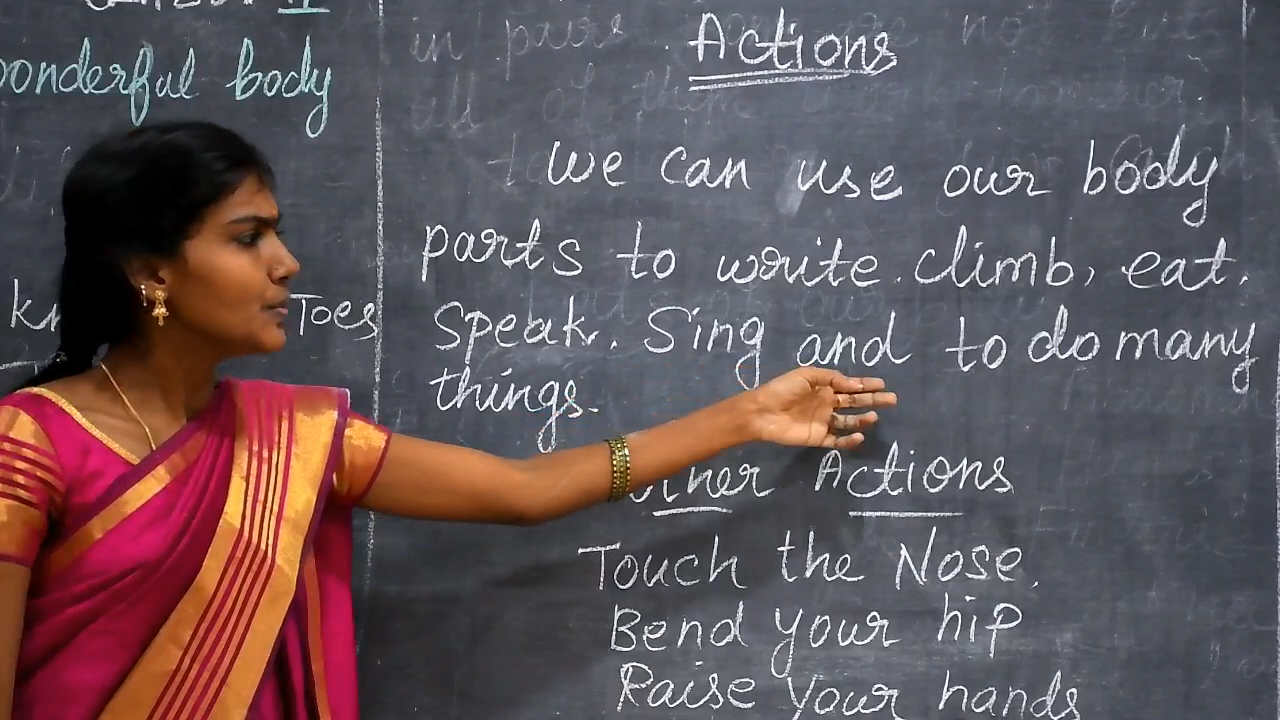 wonderful body
Toes
Actions
we can use our body
parts to write. climb, eat.
Speak. Sing and to do many
things.
Other Actions
Touch the Nose.
Bend your hip
Raise your hands